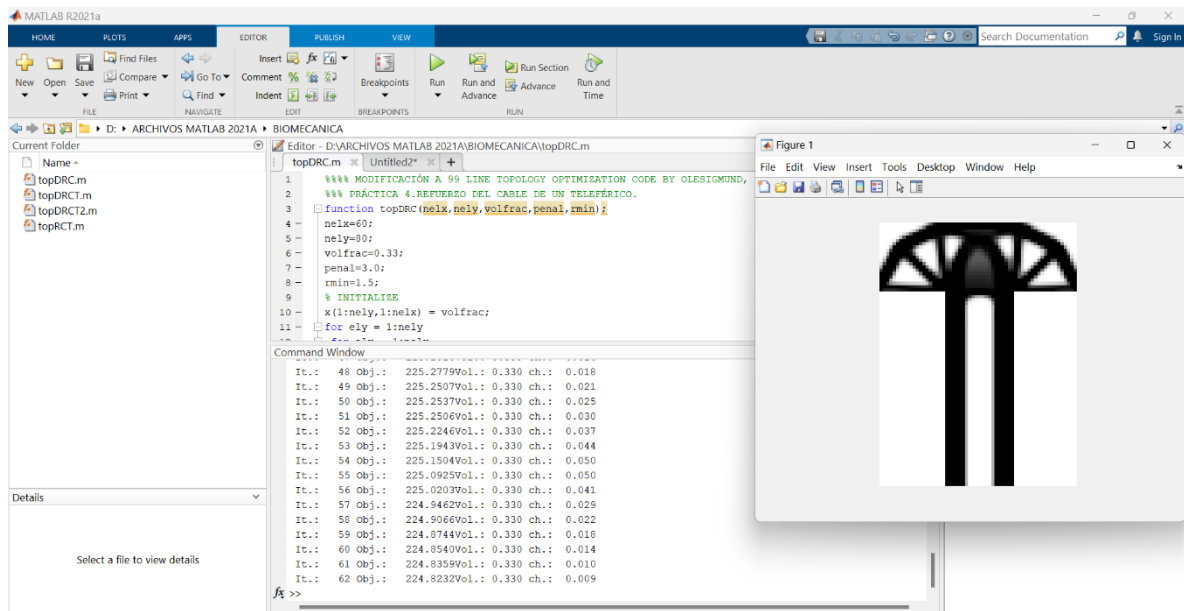 MATLAB R2021a
HOME PLOTS APPS EDITOR PUBLISH VIEW Search Documentation Sign In
New Open Save Find Files Compare Print Go To Find Insert Comment Indent fx Breakpoints Run Run and Advance Run Section Advance Run and Time
FILE NAVIGATE EDIT BREAKPOINTS RUN
D: ARCHIVOS MATLAB 2021A BIOMECANICA
Current Folder
Name
topDRC.m
topDRCT.m
topDRCT2.m
topRCT.m
Details
Select a file to view details
Editor - D:\ARCHIVOS MATLAB 2021A\BIOMECANICA\topDRC.m
topDRC.m Untitled2* +
1 %%%% MODIFICACIÓN A 99 LINE TOPOLOGY OPTIMIZATION CODE BY OLESIGMUND,
2 %%% PRÁCTICA 4.REFUERZO DEL CABLE DE UN TELEFÉRICO.
3 function topDRC(nelx,nely,volfrac,penal,rmin);
4 nelx=60;
5 nely=80;
6 volfrac=0.33;
7 penal=3.0;
8 rmin=1.5;
9 % INITIALIZE
10 x(1:nely,1:nelx) = volfrac;
11 for ely = 1:nely
Command Window
It.: 48 Obj.: 225.2779Vol.: 0.330 ch.: 0.018
It.: 49 Obj.: 225.2507Vol.: 0.330 ch.: 0.021
It.: 50 Obj.: 225.2537Vol.: 0.330 ch.: 0.025
It.: 51 Obj.: 225.2506Vol.: 0.330 ch.: 0.030
It.: 52 Obj.: 225.2246Vol.: 0.330 ch.: 0.037
It.: 53 Obj.: 225.1943Vol.: 0.330 ch.: 0.044
It.: 54 Obj.: 225.1504Vol.: 0.330 ch.: 0.050
It.: 55 Obj.: 225.0925Vol.: 0.330 ch.: 0.050
It.: 56 Obj.: 225.0203Vol.: 0.330 ch.: 0.041
It.: 57 Obj.: 224.9462Vol.: 0.330 ch.: 0.029
It.: 58 Obj.: 224.9066Vol.: 0.330 ch.: 0.022
It.: 59 Obj.: 224.8744Vol.: 0.330 ch.: 0.018
It.: 60 Obj.: 224.8540Vol.: 0.330 ch.: 0.014
It.: 61 Obj.: 224.8359Vol.: 0.330 ch.: 0.010
It.: 62 Obj.: 224.8232Vol.: 0.330 ch.: 0.009
fx >>
Figure 1
File Edit View Insert Tools Desktop Window Help